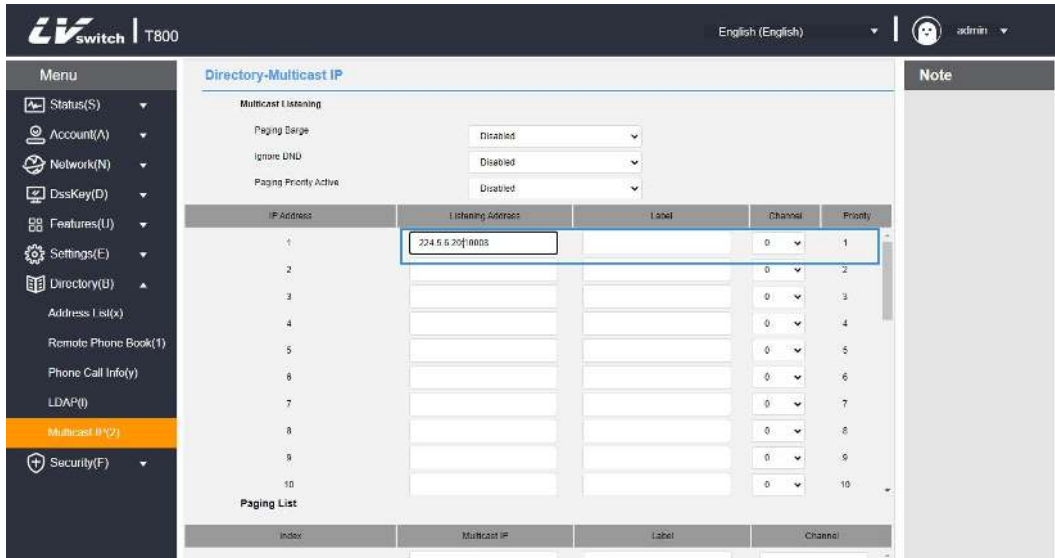 LVswitch | T800
English (English)
admin
Menu
Directory-Multicast IP
Note
Status(S)
Account(A)
Network(N)
DssKey(D)
Features(U)
Settings(E)
Directory(B)
Address List(x)
Remote Phone Book(1)
Phone Call Info(y)
LDAP(l)
Multicast IP(2)
Security(F)
Multicast Listening
Paging Barge
Disabled
Ignore DND
Disabled
Paging Priority Active
Disabled
IP Address Listening Address Label Channel Priority
1 224.5.6.20:10008 0 1
2 0 2
3 0 3
4 0 4
5 0 5
6 0 6
7 0 7
8 0 8
9 0 9
10 0 10
Paging List
Index Multicast IP Label Channel